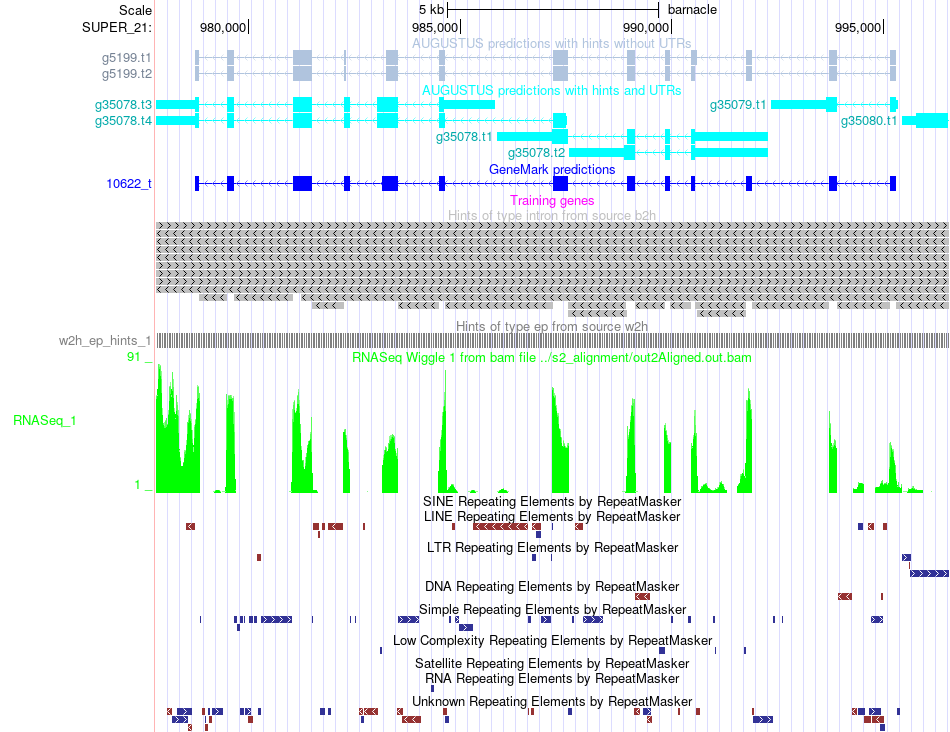 Scale 5 kb barnacle
SUPER_21: 980,000 985,000 990,000 995,000
AUGUSTUS predictions with hints without UTRs
g5199.t1
g5199.t2
AUGUSTUS predictions with hints and UTRs
g35078.t3 g35079.t1
g35078.t4 g35080.t1
g35078.t1
g35078.t2
GeneMark predictions
10622_t
Training genes
Hints of type intron from source b2h
Hints of type ep from source w2h
w2h_ep_hints_1
RNASeq Wiggle 1 from bam file ../s2_alignment/out2Aligned.out.bam
91 _
RNASeq_1
1 _
SINE Repeating Elements by RepeatMasker
LINE Repeating Elements by RepeatMasker
LTR Repeating Elements by RepeatMasker
DNA Repeating Elements by RepeatMasker
Simple Repeating Elements by RepeatMasker
Low Complexity Repeating Elements by RepeatMasker
Satellite Repeating Elements by RepeatMasker
RNA Repeating Elements by RepeatMasker
Unknown Repeating Elements by RepeatMasker